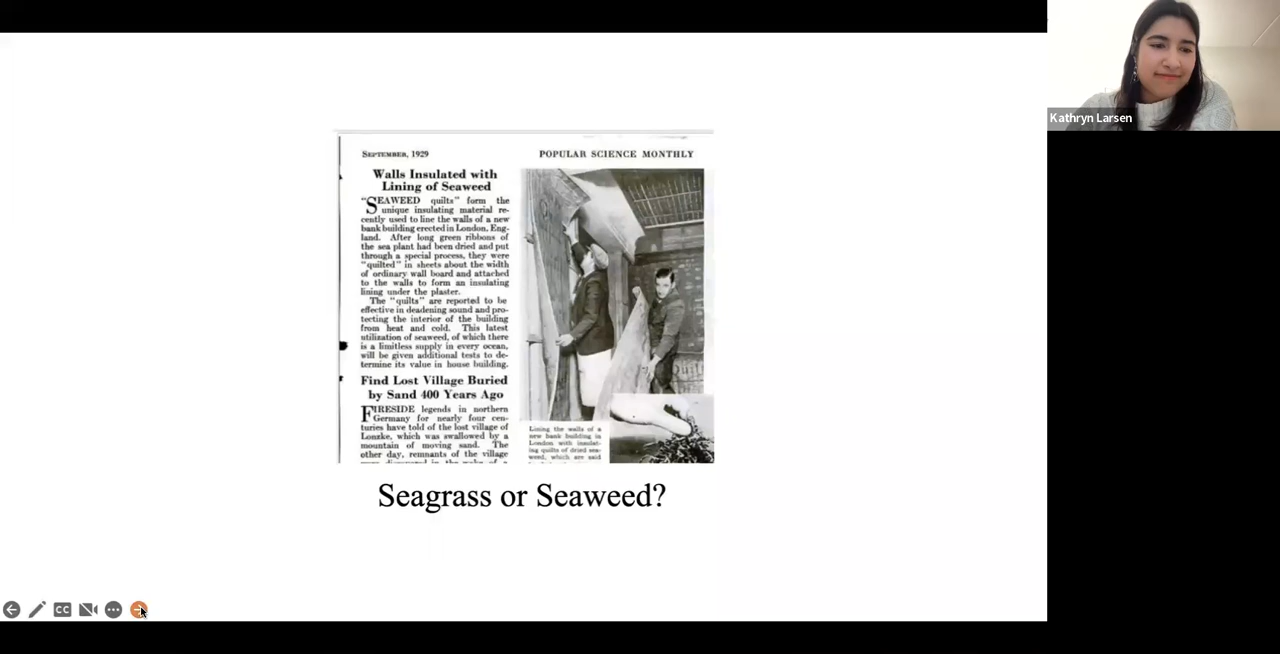 Kathryn Larsen
SEPTEMBER, 1929
POPULAR SCIENCE MONTHLY
Walls Insulated with
Lining of Seaweed
"SEAWEED quilts" form the
unique insulating material re-
cently used to line the walls of a new
bank building erected in London, Eng-
land. After long green ribbons of
the sea plant had been dried and put
through a special process, they were
"quilted" in sheets about the width
of ordinary wall board and attached
to the walls to form an insulating
lining under the plaster.
The "quilts" are reported to be
effective in deadening sound and pro-
tecting the interior of the building
from heat and cold. This latest
utilization of seaweed, of which there
is a limitless supply in every ocean,
will be given additional tests to de-
termine its value in house building.
Find Lost Village Buried
by Sand 400 Years Ago
FIRESIDE legends in northern
Germany for nearly four cen-
turies have told of the lost village of
Lonzke, which was swallowed by a
mountain of moving sand. The
other day, remnants of the village
Lining the walls of a
new bank building in
London with insulat-
ing quilts of dried sea-
weed, which are said
Seagrass or Seaweed?
CC